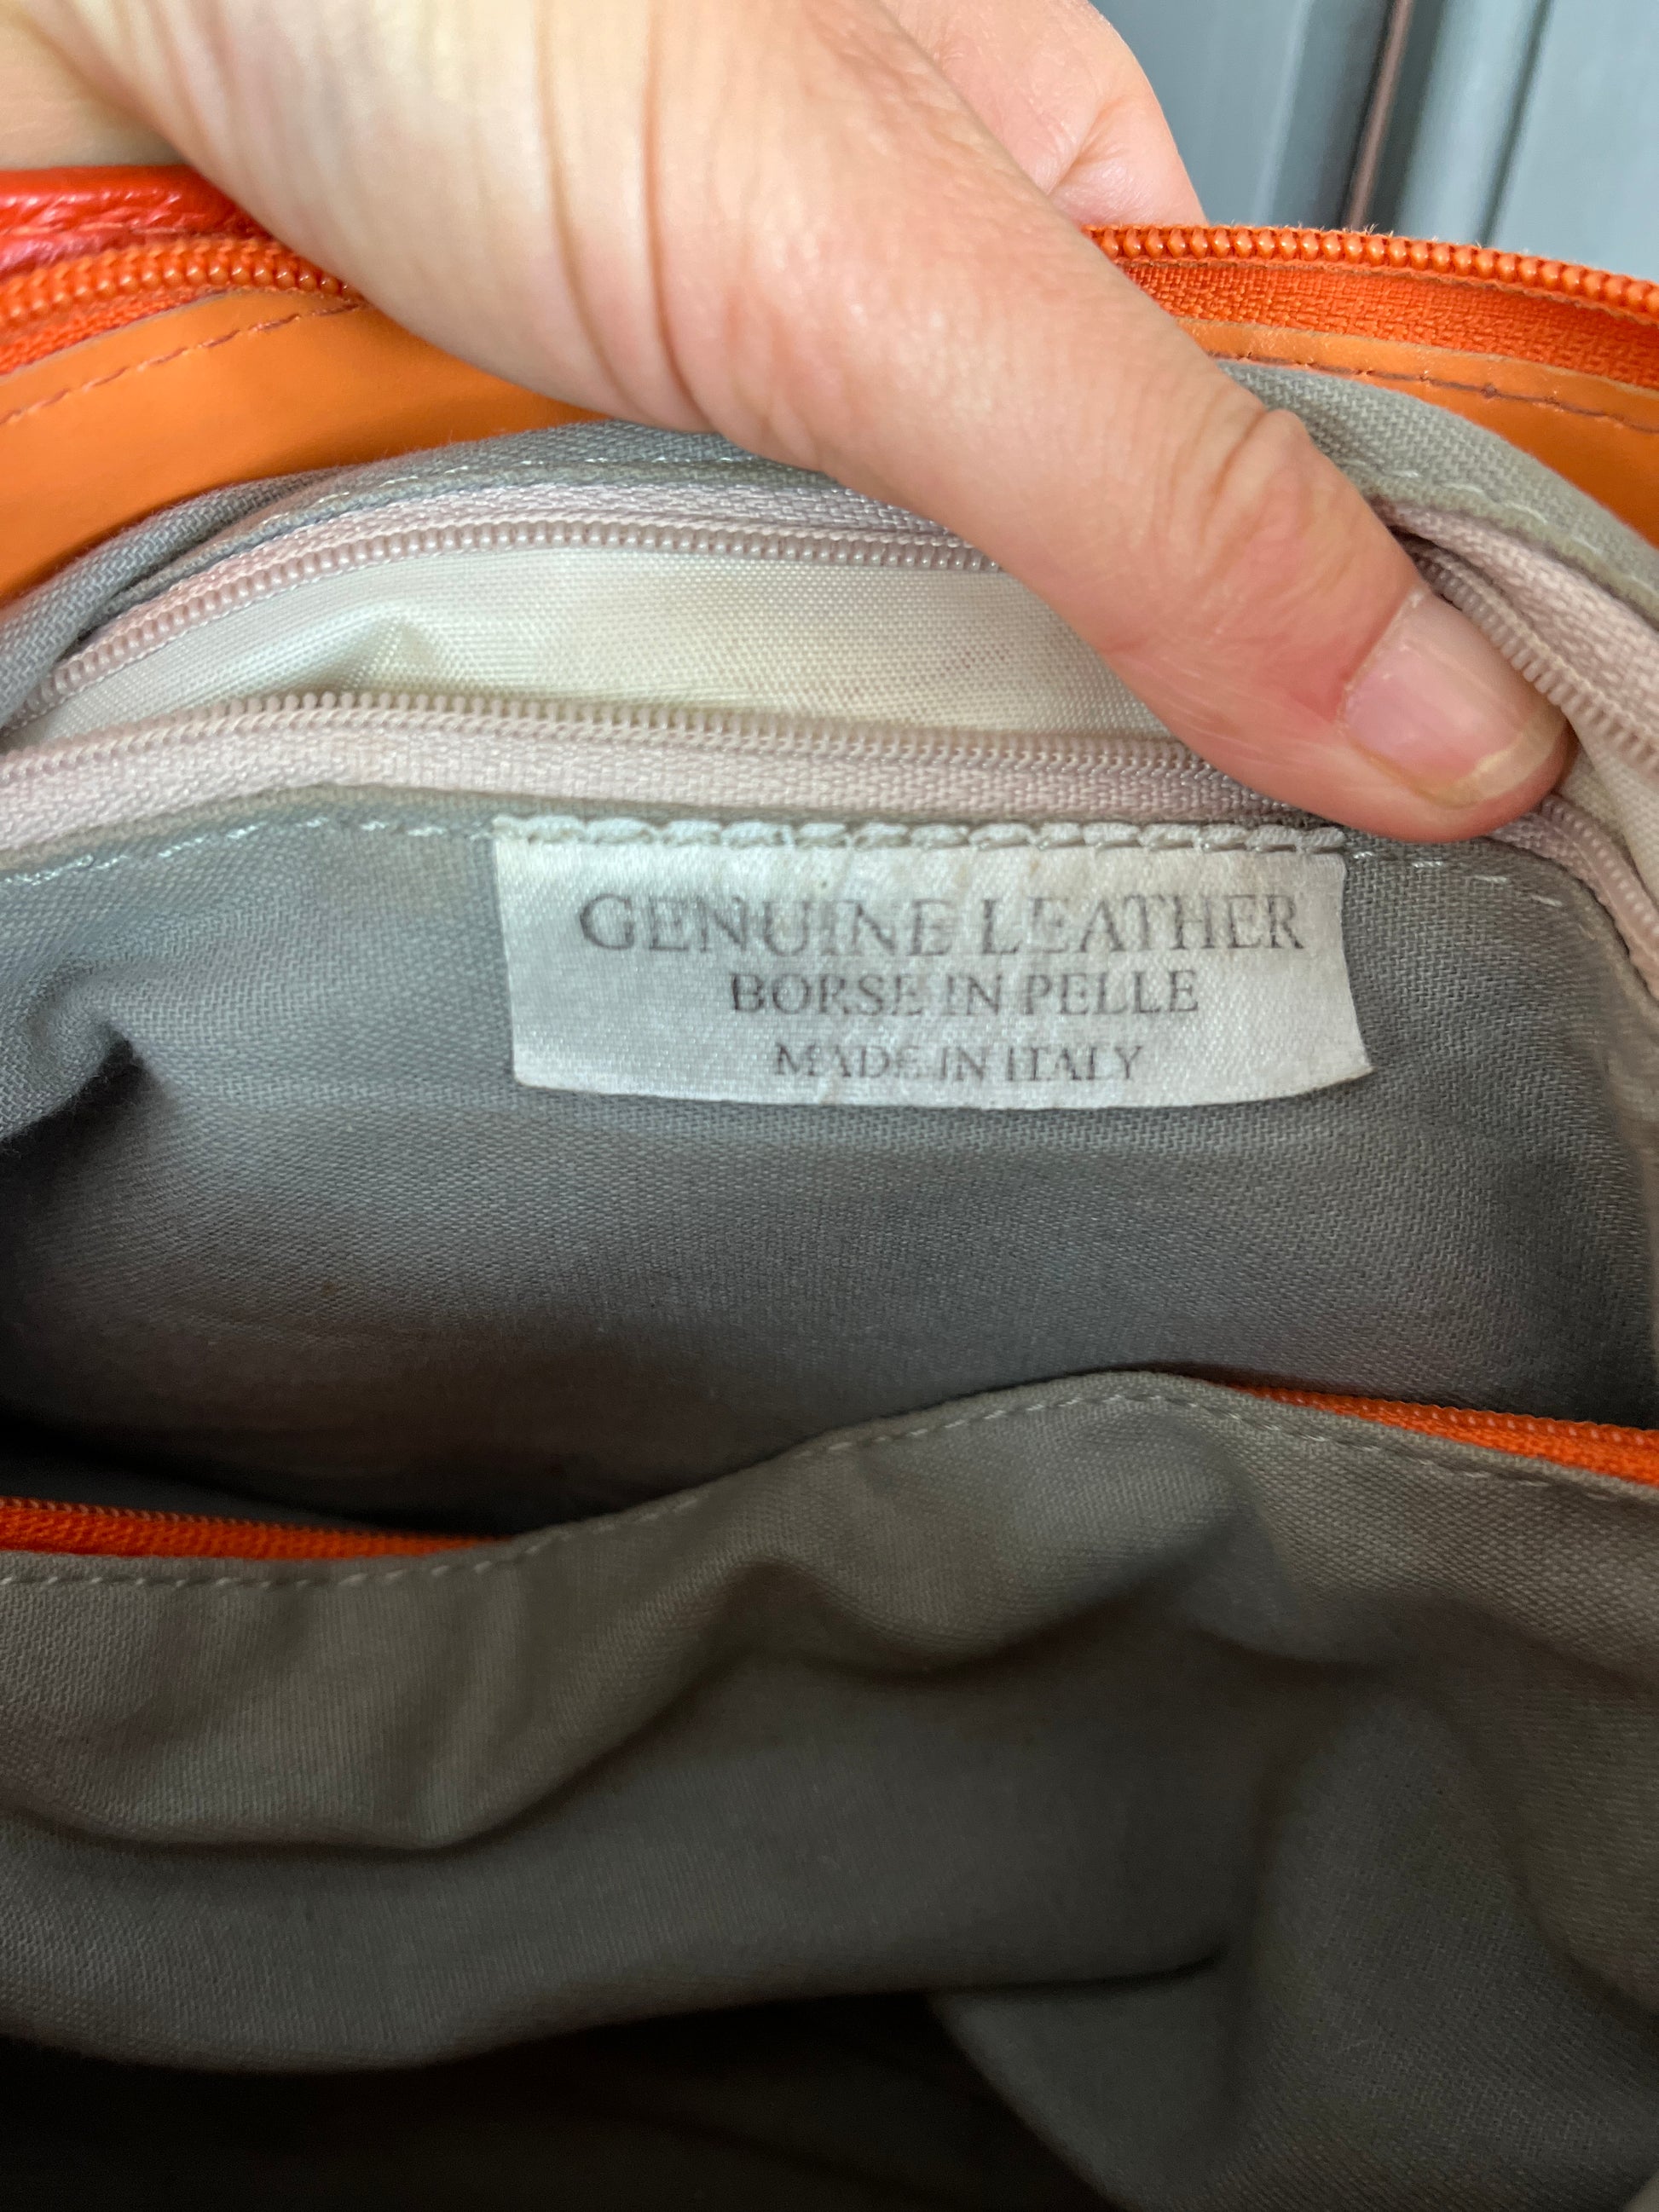 GENUINE LEATHER
BORSE IN PELLE
MADE IN ITALY